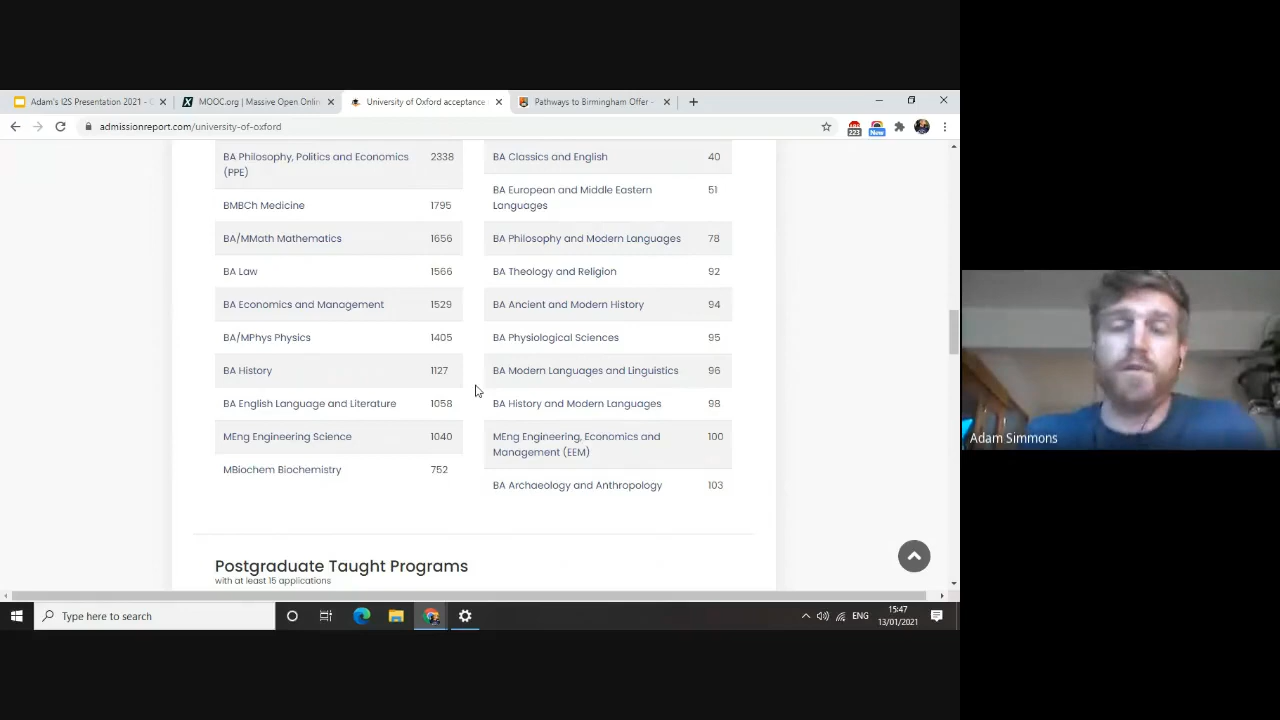 Adam's I2S Presentation 2021 -
MOOC.org | Massive Open Onlin
University of Oxford acceptance
Pathways to Birmingham Offer -
admissionreport.com/university-of-oxford
223
New
BA Philosophy, Politics and Economics
(PPE)
2338
BMBCh Medicine 1795
BA/MMath Mathematics 1656
BA Law 1566
BA Economics and Management 1529
BA/MPhys Physics 1405
BA History 1127
BA English Language and Literature 1058
MEng Engineering Science 1040
MBiochem Biochemistry 752
BA Classics and English 40
BA European and Middle Eastern
Languages
51
BA Philosophy and Modern Languages 78
BA Theology and Religion 92
BA Ancient and Modern History 94
BA Physiological Sciences 95
BA Modern Languages and Linguistics 96
BA History and Modern Languages 98
MEng Engineering, Economics and
Management (EEM)
100
BA Archaeology and Anthropology 103
Postgraduate Taught Programs
with at least 15 applications
Adam Simmons
Type here to search
ENG
15:47
13/01/2021